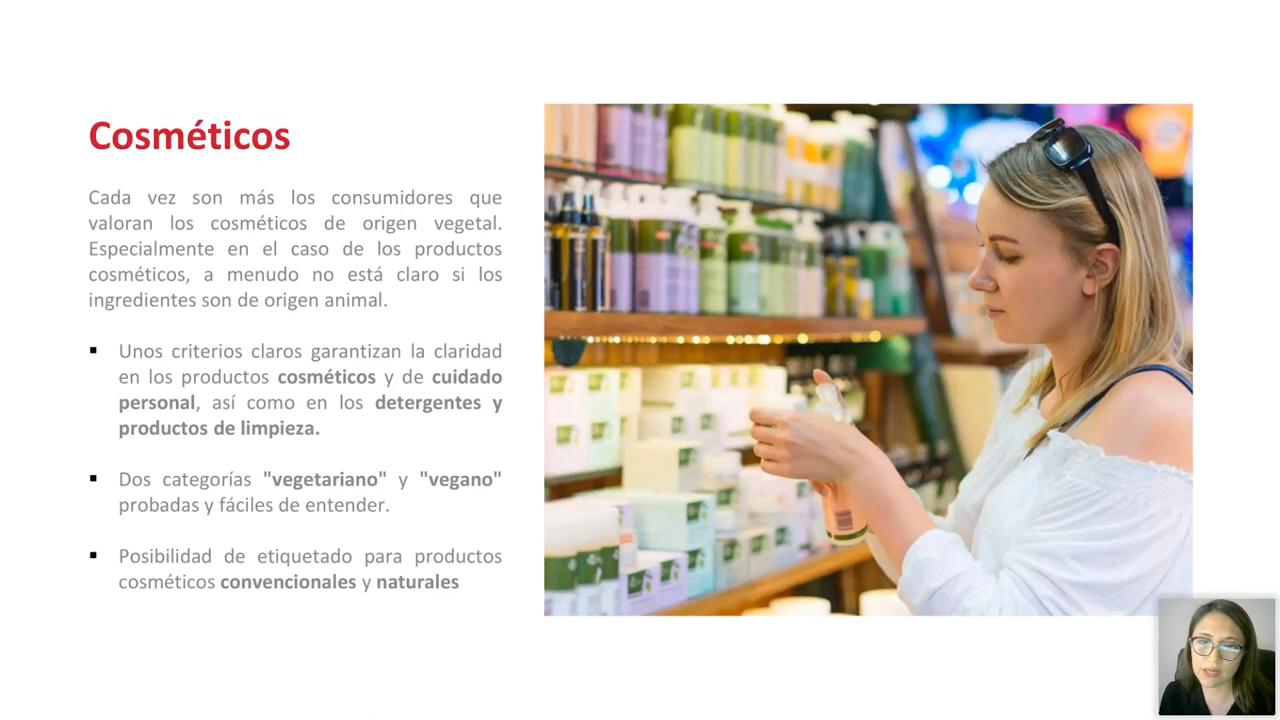 Cosméticos
Cada vez son más los consumidores que
valoran los cosméticos de origen vegetal.
Especialmente en el caso de los productos
cosméticos, a menudo no está claro si los
ingredientes son de origen animal.
▪ Unos criterios claros garantizan la claridad
en los productos cosméticos y de cuidado
personal, así como en los detergentes y
productos de limpieza.
▪ Dos categorías "vegetariano" y "vegano"
probadas y fáciles de entender.
▪ Posibilidad de etiquetado para productos
cosméticos convencionales y naturales